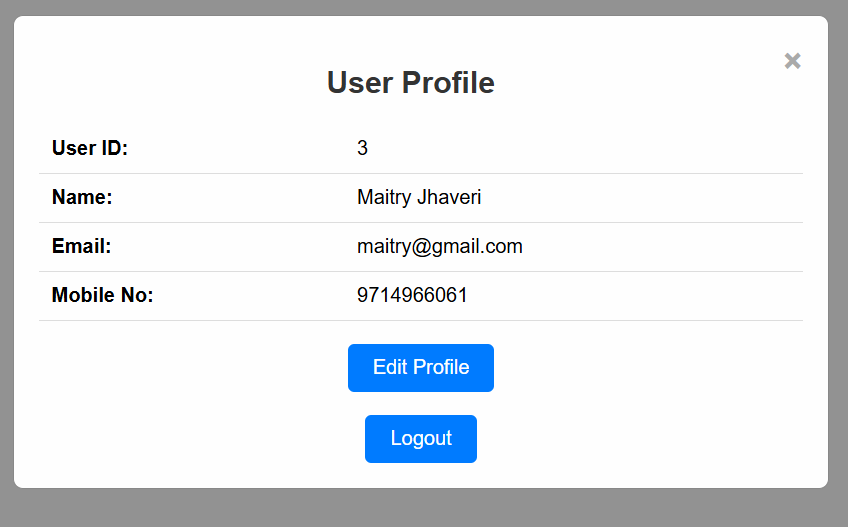 ×
User Profile
User ID: 3
Name: Maitry Jhaveri
Email: maitry@gmail.com
Mobile No: 9714966061
Edit Profile
Logout